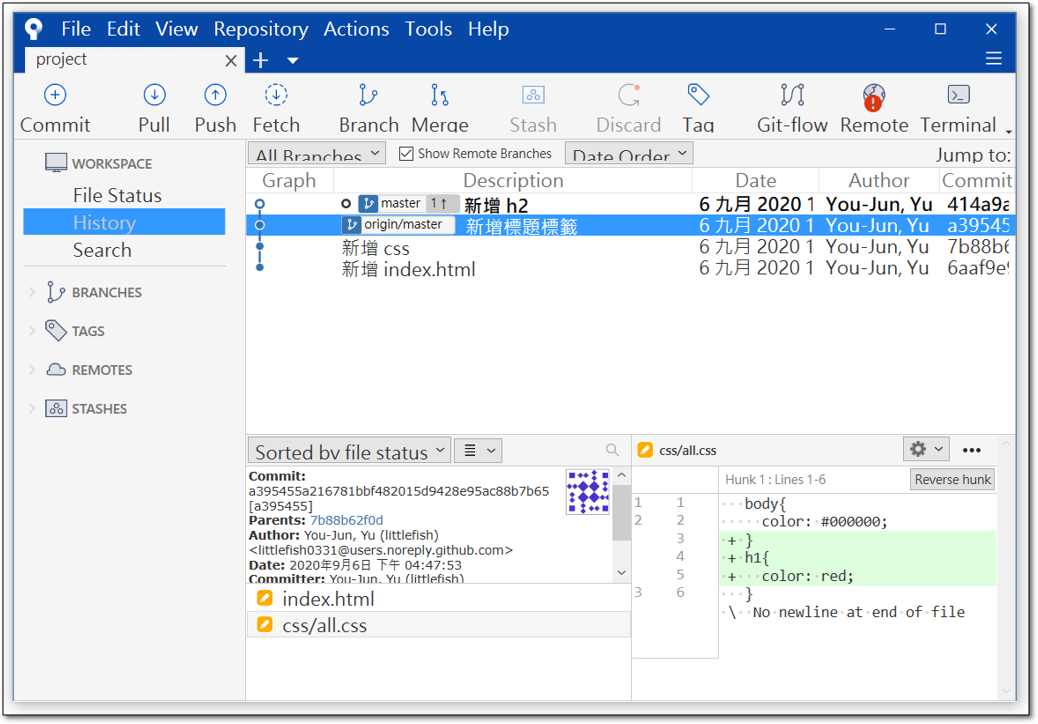 File Edit View Repository Actions Tools Help
project
Commit Pull Push Fetch Branch Merge Stash Discard Tag Git-flow Remote Terminal
WORKSPACE
File Status
History
Search
BRANCHES
TAGS
REMOTES
STASHES
All Branches Show Remote Branches Date Order Jump to:
Graph Description Date Author Commit
master 1↑ 新增 h2 6 九月 2020 1 You-Jun, Yu 414a9a
origin/master 新增標題標籤 6 九月 2020 1 You-Jun, Yu a395455
新增 css 6 九月 2020 1 You-Jun, Yu 7b88b6
新增 index.html 6 九月 2020 1 You-Jun, Yu 6aaf9e9
Sorted by file status
Commit:
a395455a216781bbf482015d9428e95ac88b7b65
[a395455]
Parents: 7b88b62f0d
Author: You-Jun, Yu (littlefish)
<littlefish0331@users.noreply.github.com>
Date: 2020年9月6日 下午 04:47:53
Committer: You-Jun, Yu (littlefish)
index.html
css/all.css
css/all.css
Hunk 1 : Lines 1-6 Reverse hunk
1 1 body{
2 2 color: #000000;
3 + }
4 + h1{
5 + color: red;
3 6 }
\ No newline at end of file